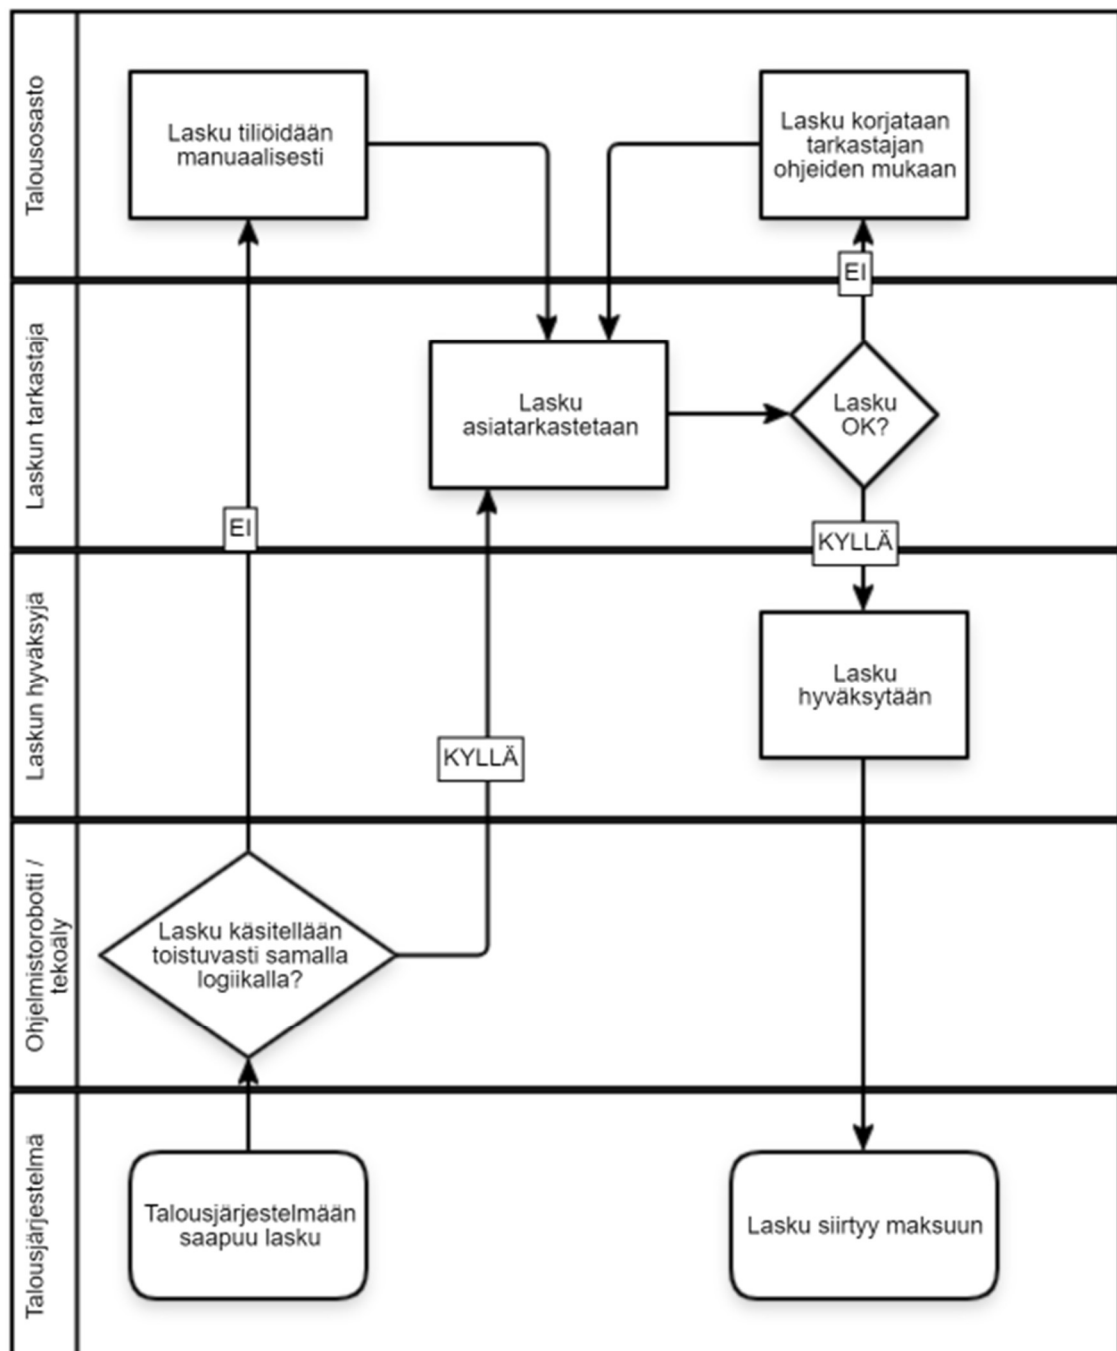 Talousosasto
Lasku tiliöidään
manuaalisesti
Lasku korjataan
tarkastajan
ohjeiden mukaan
EI
Laskun tarkastaja
Lasku
asiatarkastetaan
Lasku
OK?
EI
KYLLÄ
Laskun hyväksyjä
Lasku
hyväksytään
KYLLÄ
Ohjelmistorobotti /
tekoäly
Lasku käsitellään
toistuvasti samalla
logiikalla?
Talousjärjestelmä
Talousjärjestelmään
saapuu lasku
Lasku siirtyy maksuun